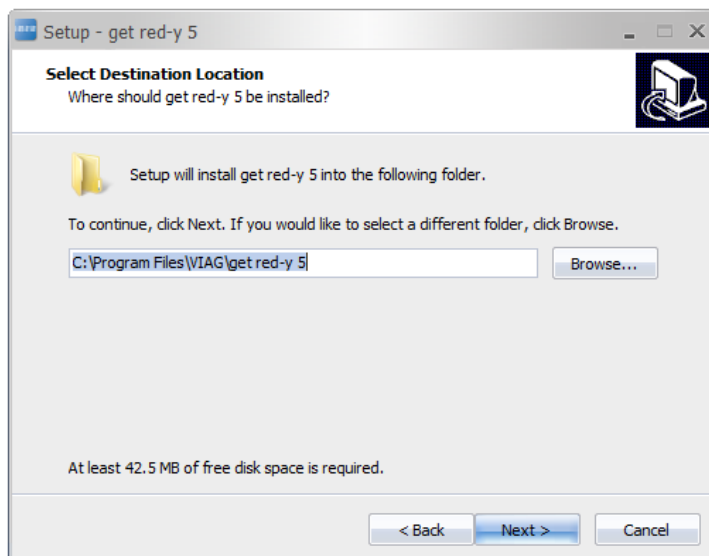 Setup - get red-y 5
Select Destination Location
Where should get red-y 5 be installed?
Setup will install get red-y 5 into the following folder.
To continue, click Next. If you would like to select a different folder, click Browse.
C:\Program Files\VIAG\get red-y 5
Browse...
At least 42.5 MB of free disk space is required.
< Back
Next >
Cancel